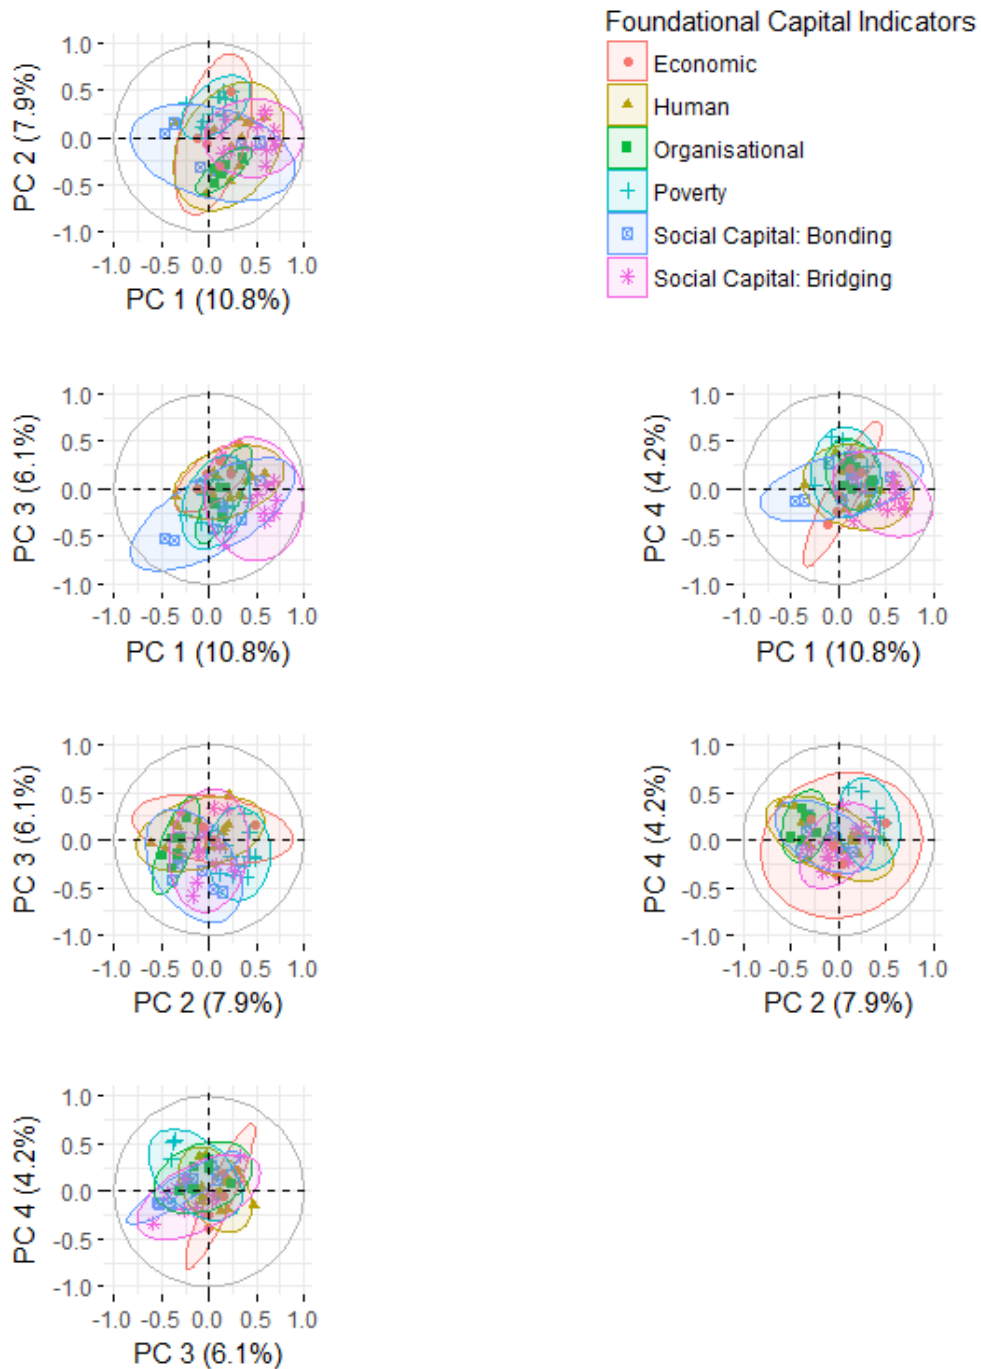 Foundational Capital Indicators
Economic
Human
Organisational
Poverty
Social Capital: Bonding
Social Capital: Bridging
PC 2 (7.9%)
1.0
0.5
0.0
-0.5
-1.0
-1.0 -0.5 0.0 0.5 1.0
PC 1 (10.8%)
PC 3 (6.1%)
1.0
0.5
0.0
-0.5
-1.0
-1.0 -0.5 0.0 0.5 1.0
PC 1 (10.8%)
PC 4 (4.2%)
1.0
0.5
0.0
-0.5
-1.0
-1.0 -0.5 0.0 0.5 1.0
PC 1 (10.8%)
PC 3 (6.1%)
1.0
0.5
0.0
-0.5
-1.0
-1.0 -0.5 0.0 0.5 1.0
PC 2 (7.9%)
PC 4 (4.2%)
1.0
0.5
0.0
-0.5
-1.0
-1.0 -0.5 0.0 0.5 1.0
PC 2 (7.9%)
PC 4 (4.2%)
1.0
0.5
0.0
-0.5
-1.0
-1.0 -0.5 0.0 0.5 1.0
PC 3 (6.1%)